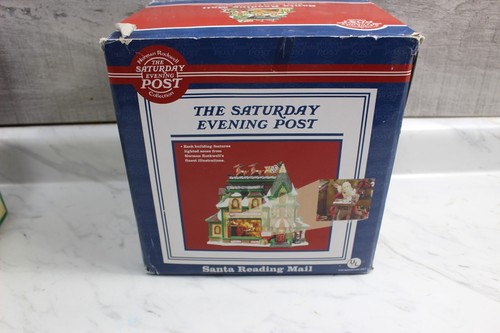 Norman Rockwell
THE
SATURDAY
EVENING
POST
Collection
THE SATURDAY
EVENING POST
• Each building features
lighted scene from
Norman Rockwell's
finest illustrations
Santa Reading Mail